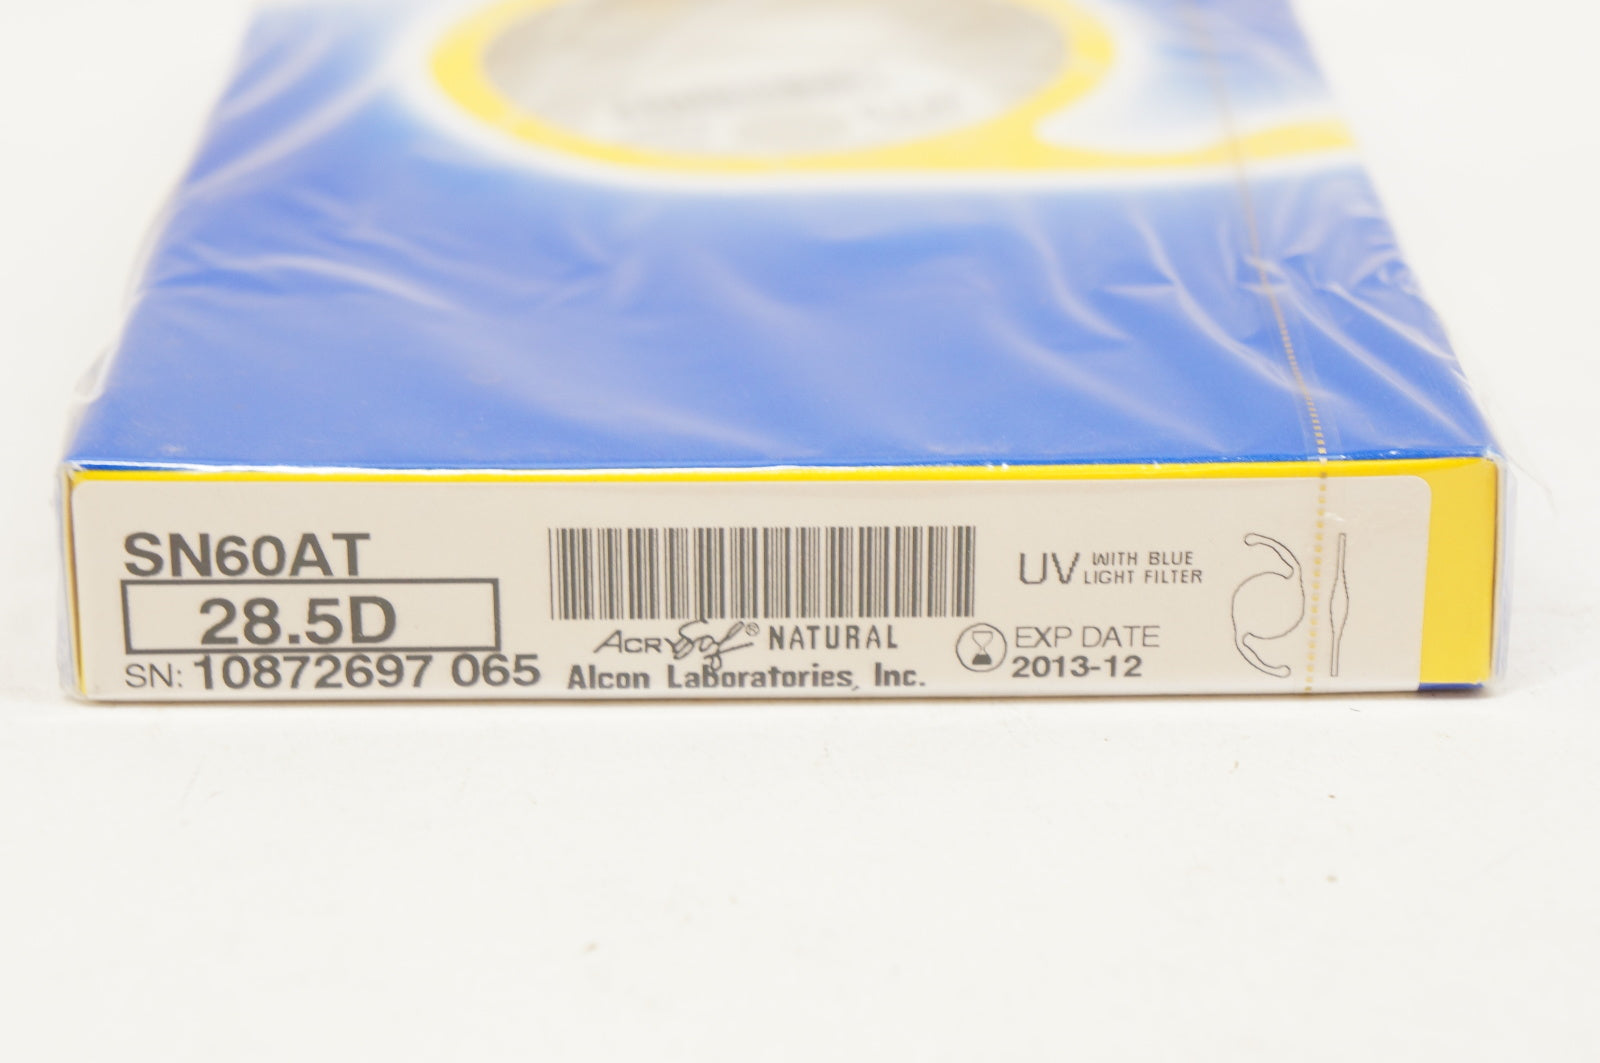 SN60AT
28.5D
SN: 10872697 065
ACRYSof® NATURAL
Alcon LaBoratories, Inc.
UV WITH BLUE
LIGHT FILTER
EXP DATE
2013-12